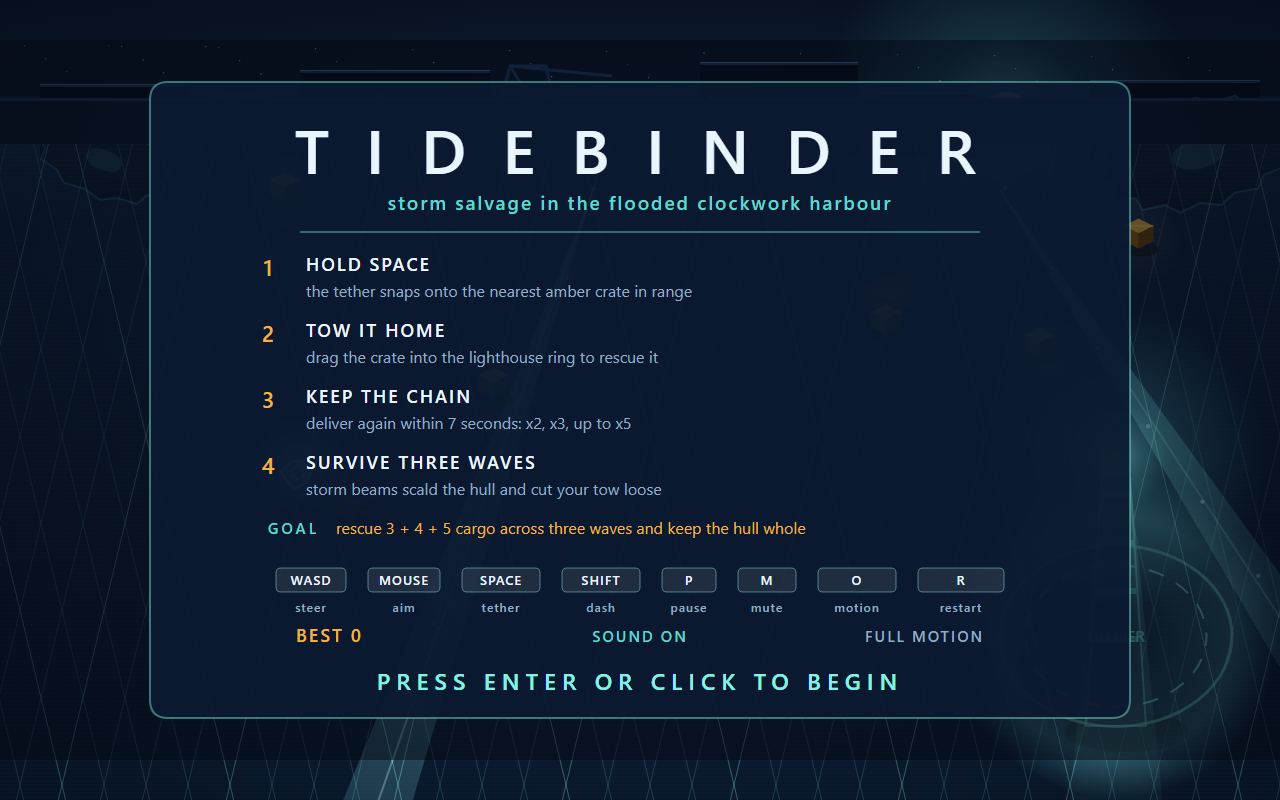 TIDEBINDER
storm salvage in the flooded clockwork harbour
1 HOLD SPACE
the tether snaps onto the nearest amber crate in range
2 TOW IT HOME
drag the crate into the lighthouse ring to rescue it
3 KEEP THE CHAIN
deliver again within 7 seconds: x2, x3, up to x5
4 SURVIVE THREE WAVES
storm beams scald the hull and cut your tow loose
GOAL rescue 3 + 4 + 5 cargo across three waves and keep the hull whole
WASD MOUSE SPACE SHIFT P M O R
steer aim tether dash pause mute motion restart
BEST 0 SOUND ON FULL MOTION
PRESS ENTER OR CLICK TO BEGIN